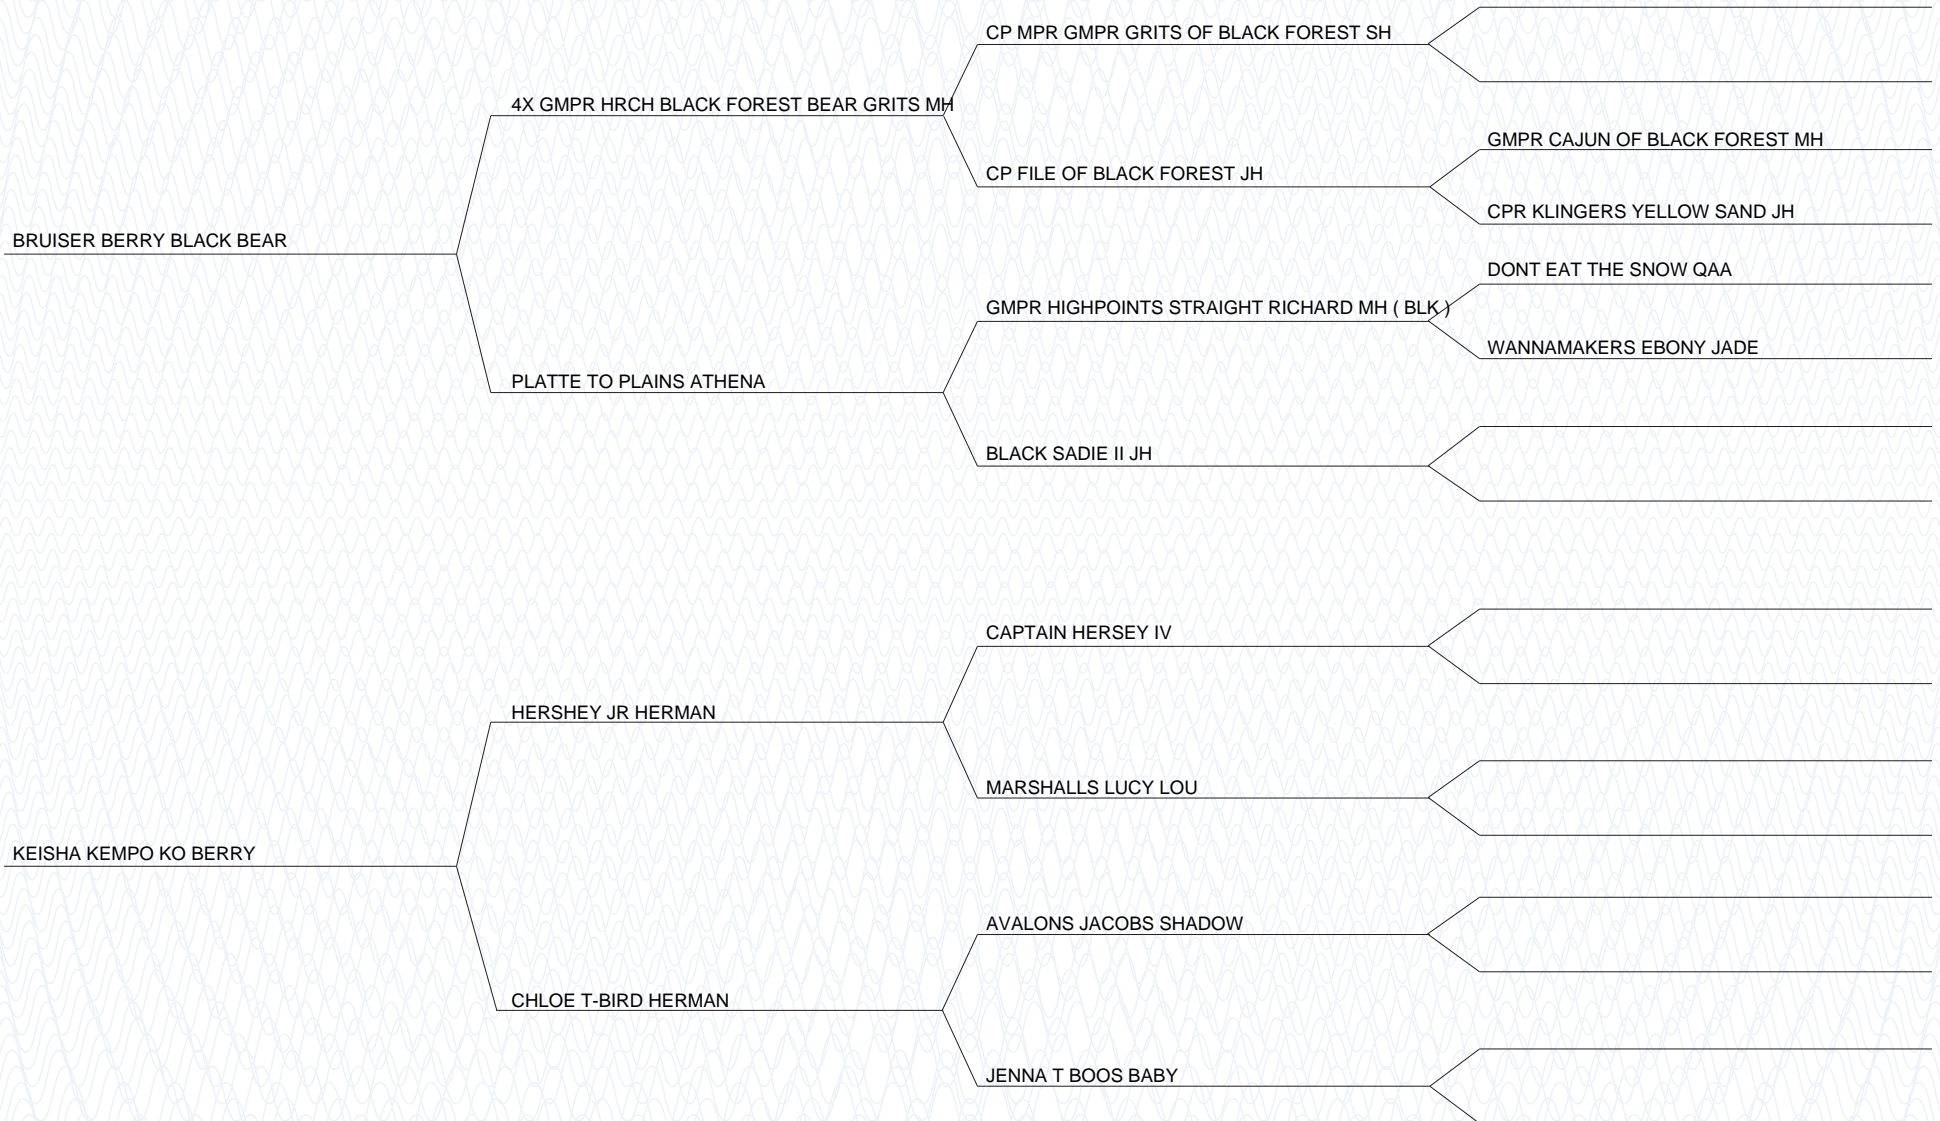 CP MPR GMPR GRITS OF BLACK FOREST SH
4X GMPR HRCH BLACK FOREST BEAR GRITS MH
GMPR CAJUN OF BLACK FOREST MH
CP FILE OF BLACK FOREST JH
CPR KLINGERS YELLOW SAND JH
BRUISER BERRY BLACK BEAR
DONT EAT THE SNOW QAA
GMPR HIGHPOINTS STRAIGHT RICHARD MH ( BLK )
WANNAMAKERS EBONY JADE
PLATTE TO PLAINS ATHENA
BLACK SADIE II JH
CAPTAIN HERSEY IV
HERSHEY JR HERMAN
MARSHALLS LUCY LOU
KEISHA KEMPO KO BERRY
AVALONS JACOBS SHADOW
CHLOE T-BIRD HERMAN
JENNA T BOOS BABY